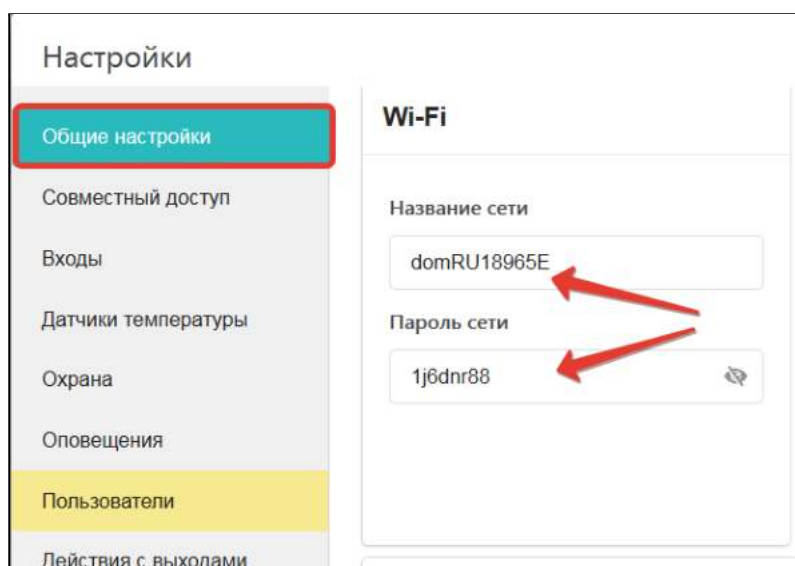 Настройки
Общие настройки
Совместный доступ
Входы
Датчики температуры
Охрана
Оповещения
Пользователи
Действия с выходами
Wi-Fi
Название сети
domRU18965E
Пароль сети
1j6dnr88